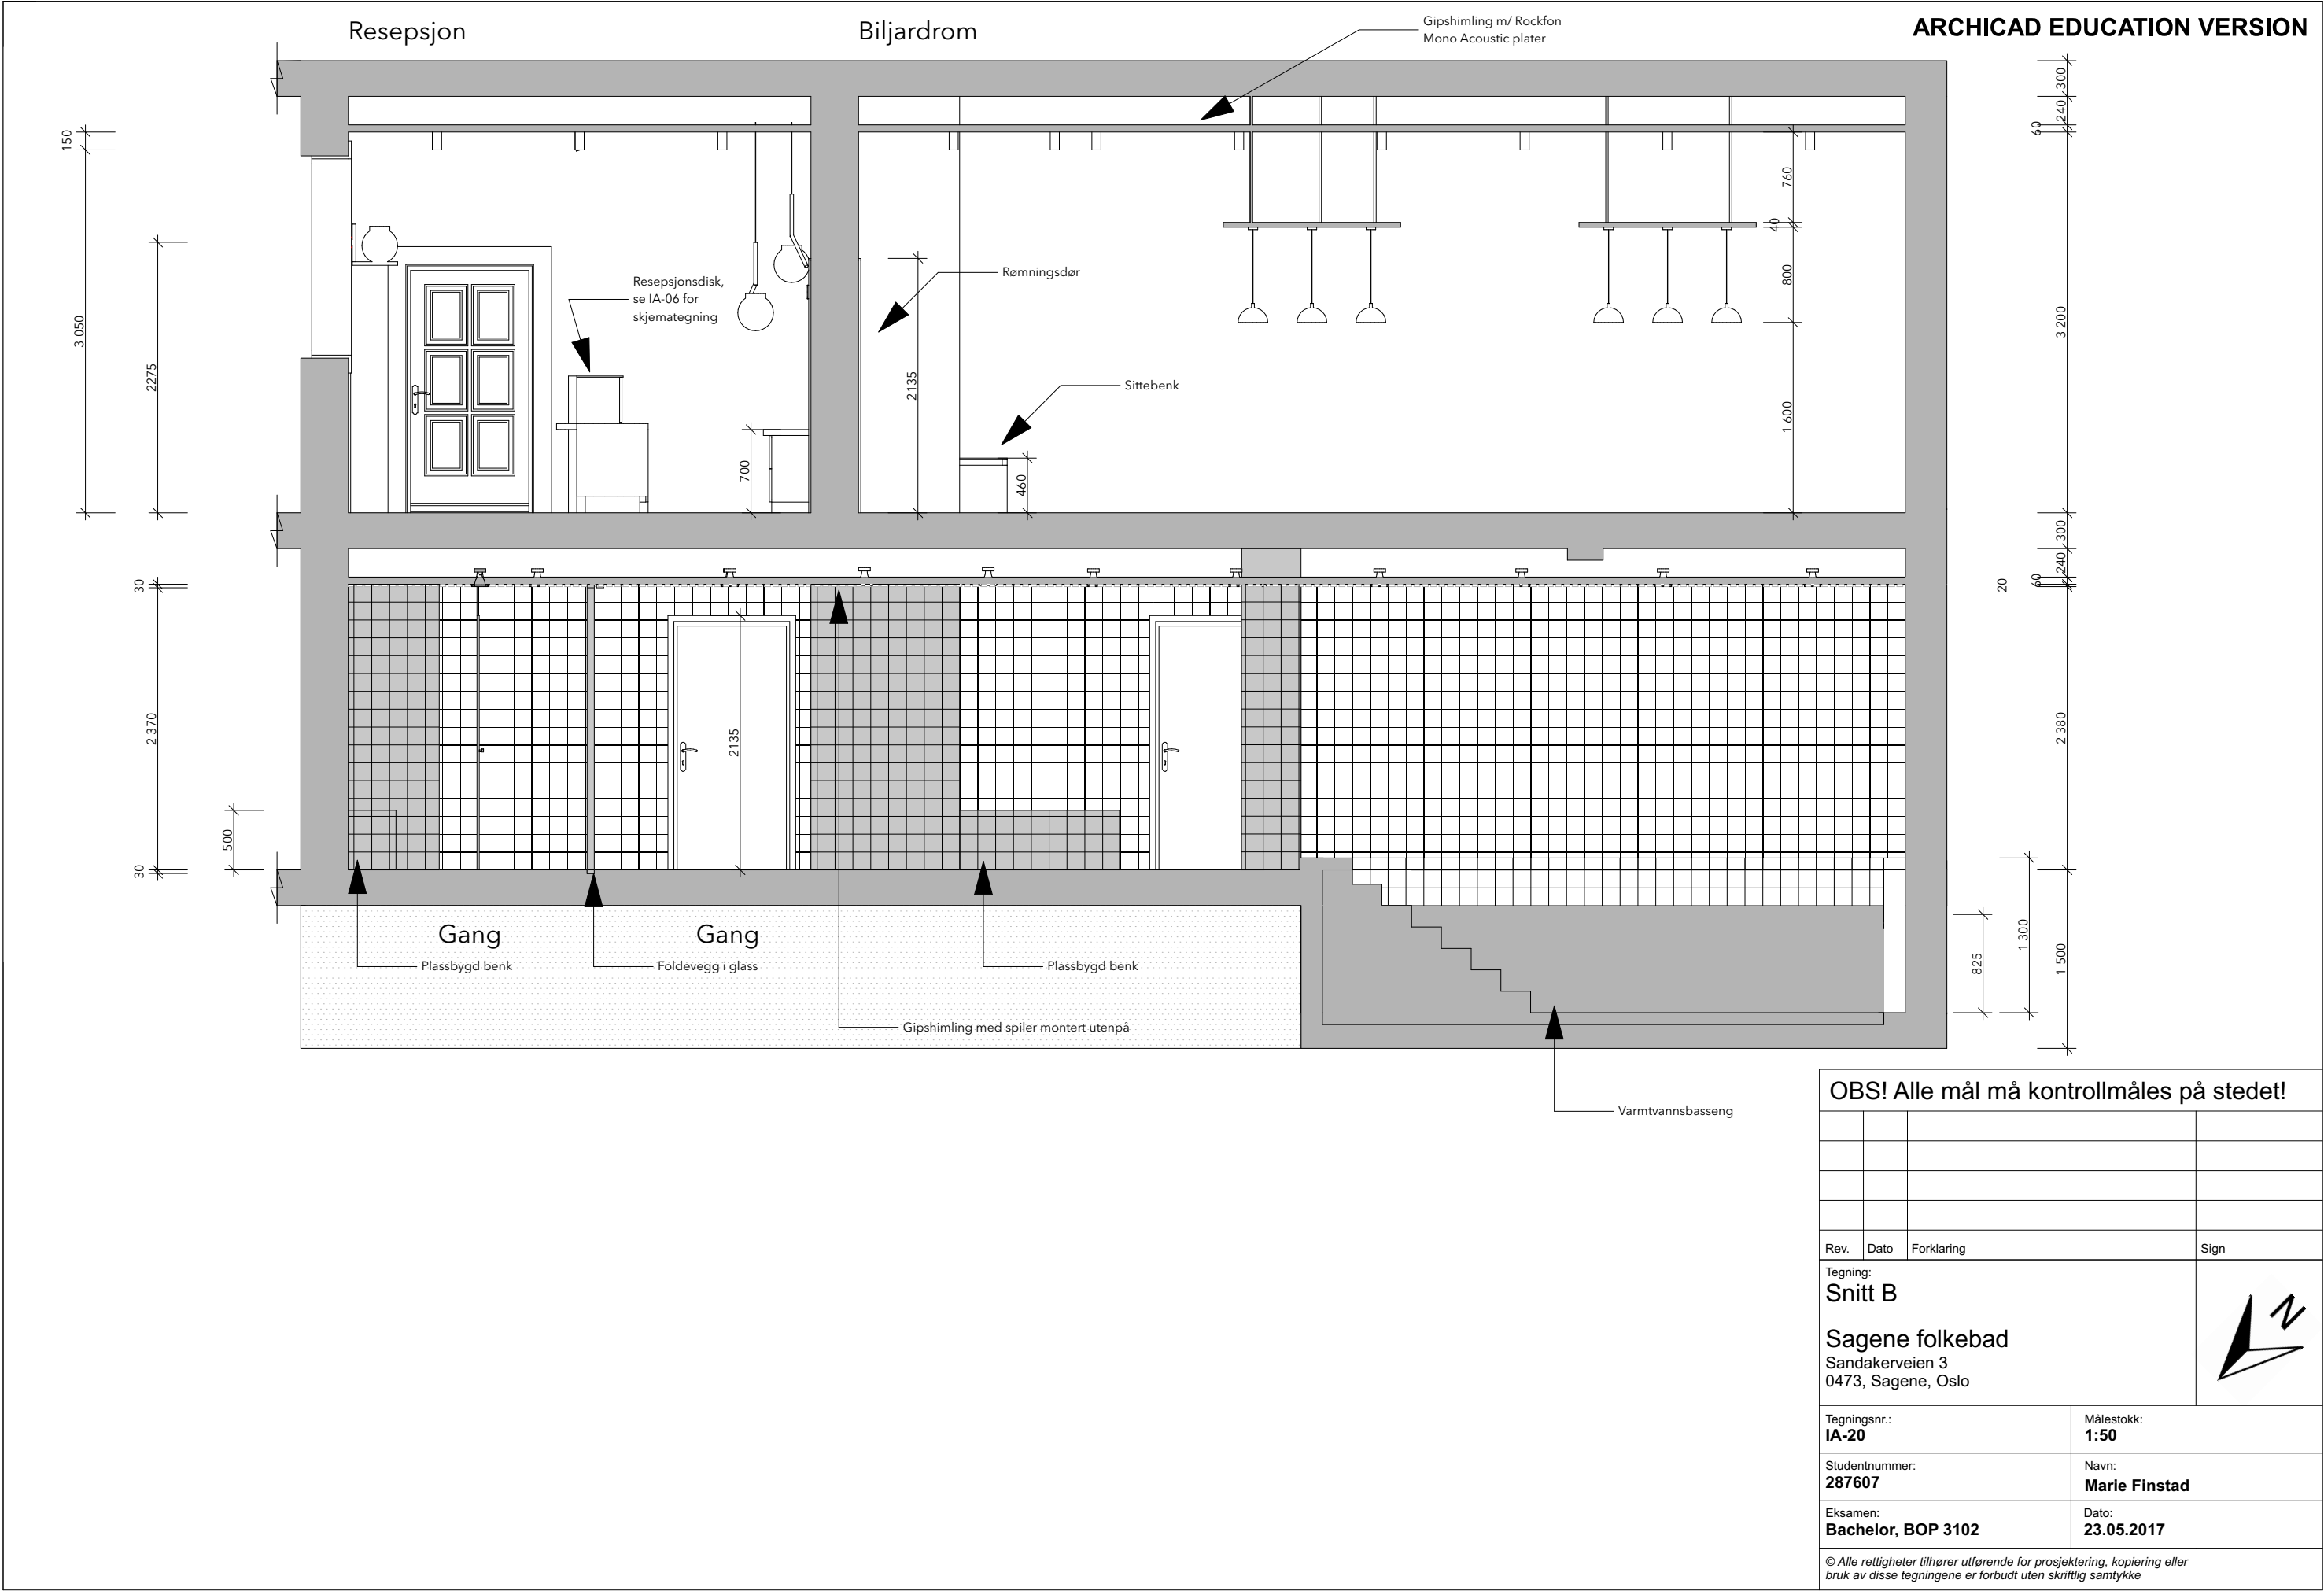 Resepsjon
Biljardrom
Gipshimling m/ Rockfon
Mono Acoustic plater
ARCHICAD EDUCATION VERSION
150
3 050
2275
Resepsjonsdisk,
se IA-06 for
skjemategning
700
Rømningsdør
2135
Sittebenk
460
760
40
800
1 600
300
240
60
3 200
300
240
60
20
2 380
1 500
1 300
825
30
2 370
500
30
2135
Gang
Gang
Plassbygd benk
Foldevegg i glass
Plassbygd benk
Gipshimling med spiler montert utenpå
Varmtvannsbasseng
OBS! Alle mål må kontrollmåles på stedet!
Rev. Dato Forklaring Sign
Tegning:
Snitt B
Sagene folkebad
Sandakerveien 3
0473, Sagene, Oslo
N
Tegningsnr.:
IA-20
Målestokk:
1:50
Studentnummer:
287607
Navn:
Marie Finstad
Eksamen:
Bachelor, BOP 3102
Dato:
23.05.2017
© Alle rettigheter tilhører utførende for prosjektering, kopiering eller
bruk av disse tegningene er forbudt uten skriftlig samtykke